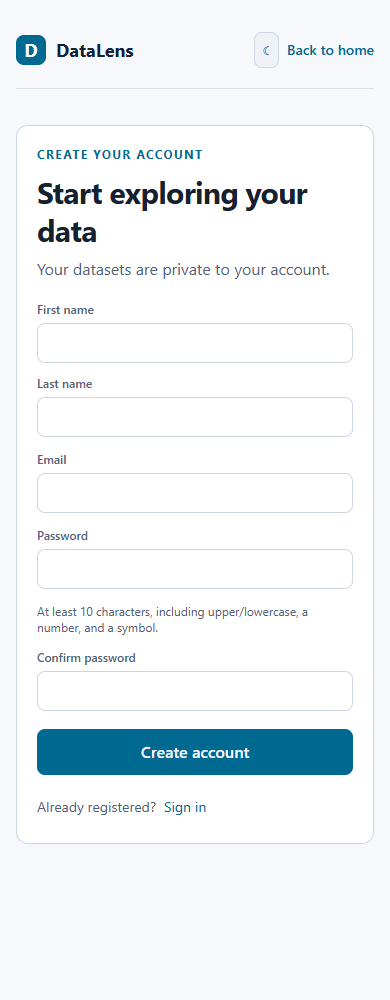 D DataLens
Back to home
CREATE YOUR ACCOUNT
Start exploring your
data
Your datasets are private to your account.
First name
Last name
Email
Password
At least 10 characters, including upper/lowercase, a
number, and a symbol.
Confirm password
Create account
Already registered? Sign in